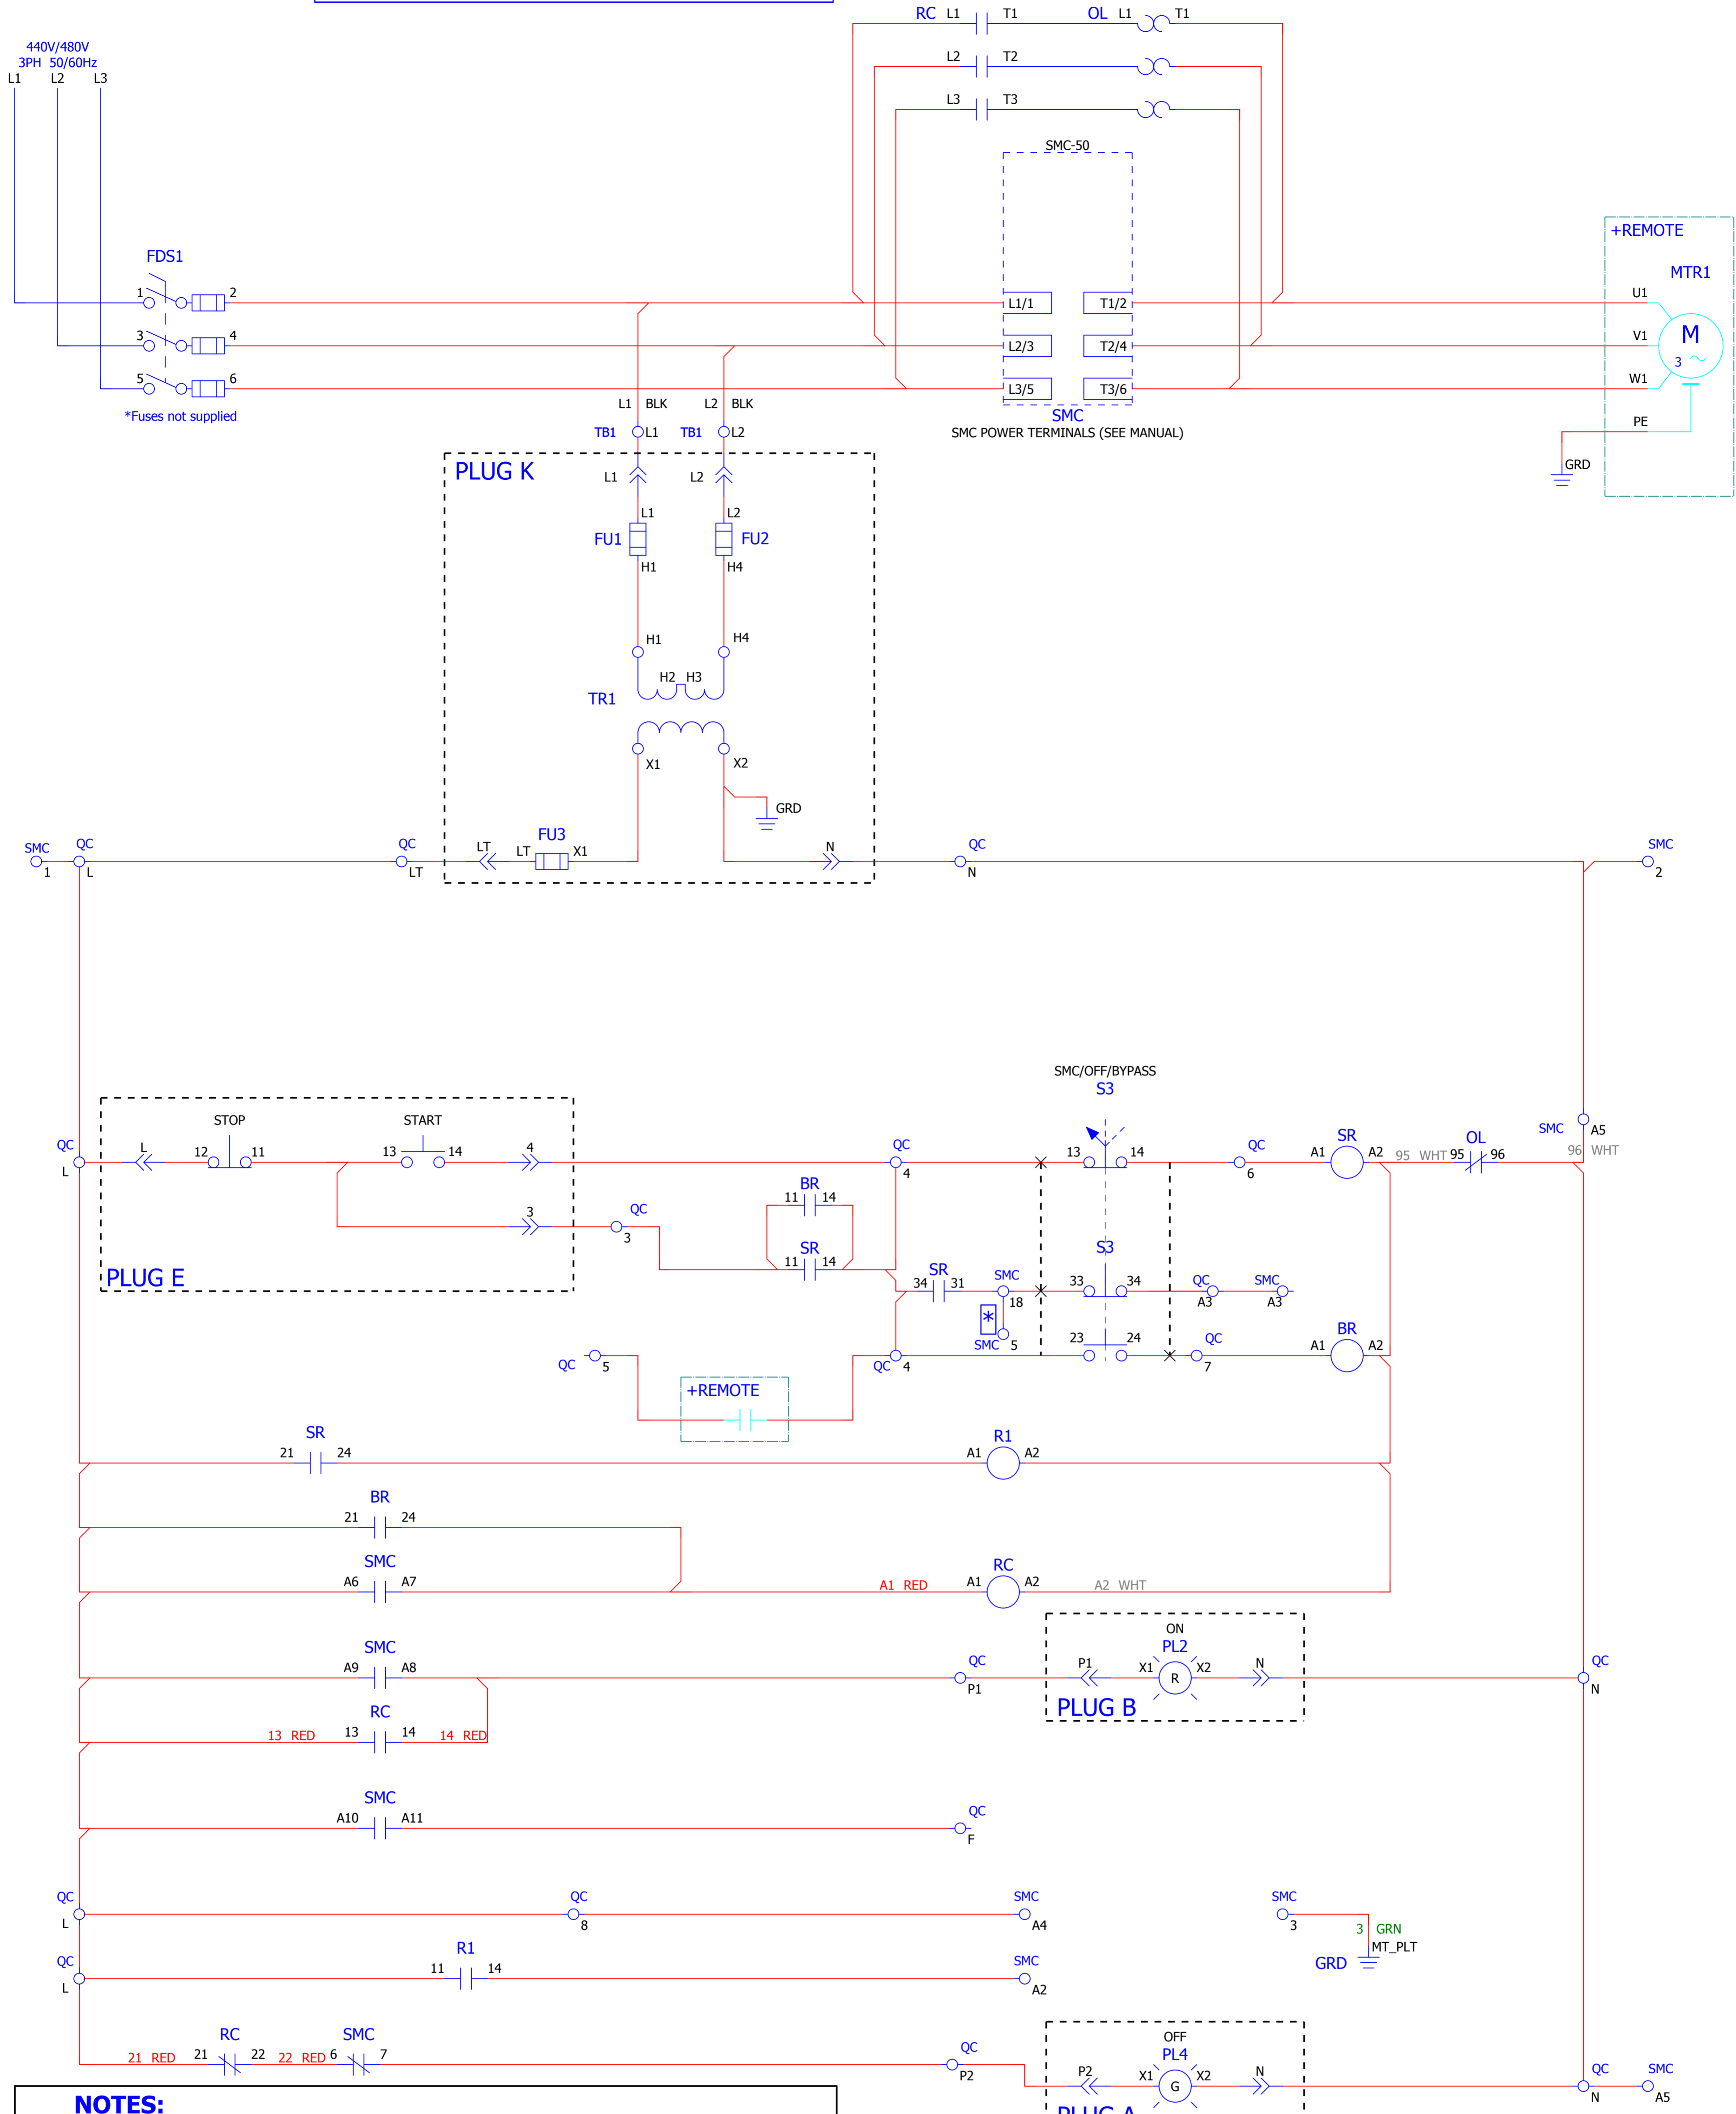 RC L1 T1 OL L1 T1
440V/480V
3PH 50/60Hz
L1 L2 L3
L2 T2
L3 T3
SMC-50
+REMOTE
MTR1
FDS1
1 2 L1/1 T1/2 U1
3 4 L2/3 T2/4 V1 M
3
5 6 L3/5 T3/6 W1
*Fuses not supplied
L1 BLK L2 BLK
SMC
PE
TB1 L1 TB1 L2
SMC POWER TERMINALS (SEE MANUAL)
GRD
PLUG K
L1 L2
L1 L2
FU1 FU2
H1 H4
H1 H4
H2 H3
TR1
X1 X2
GRD
SMC QC QC FU3 QC SMC
LT LT X1 N
1 L LT N 2
SMC/OFF/BYPASS
S3
STOP START
SMC A5
QC L 12 11 13 14 4 QC 13 14 QC SR A1 A2 95 WHT 95 OL 96 96 WHT
L 4 6
BR
11 14
3 QC
3
SR
11 14
S3
PLUG E
SR
34 31 SMC 33 34 QC SMC
18 A3 A3
*
SMC 5 23 24 QC BR A1 A2
QC 5 QC 4 7
+REMOTE
SR R1
21 24 A1 A2
BR
21 24
SMC RC
A6 A7 A1 RED A1 A2 A2 WHT
ON
SMC PL2
A9 A8 QC P1 X1 R X2 N QC
P1 N
PLUG B
RC
13 RED 13 14 14 RED
SMC
A10 A11 QC
F
QC QC SMC SMC
L 8 A4 3
3 GRN
MT_PLT
GRD
QC R1 SMC
11 14
L A2
RC SMC OFF
21 RED 21 22 22 RED 6 7 QC PL4
P2 P2 X1 G X2 N QC SMC
N A5
NOTES:
PLUG A